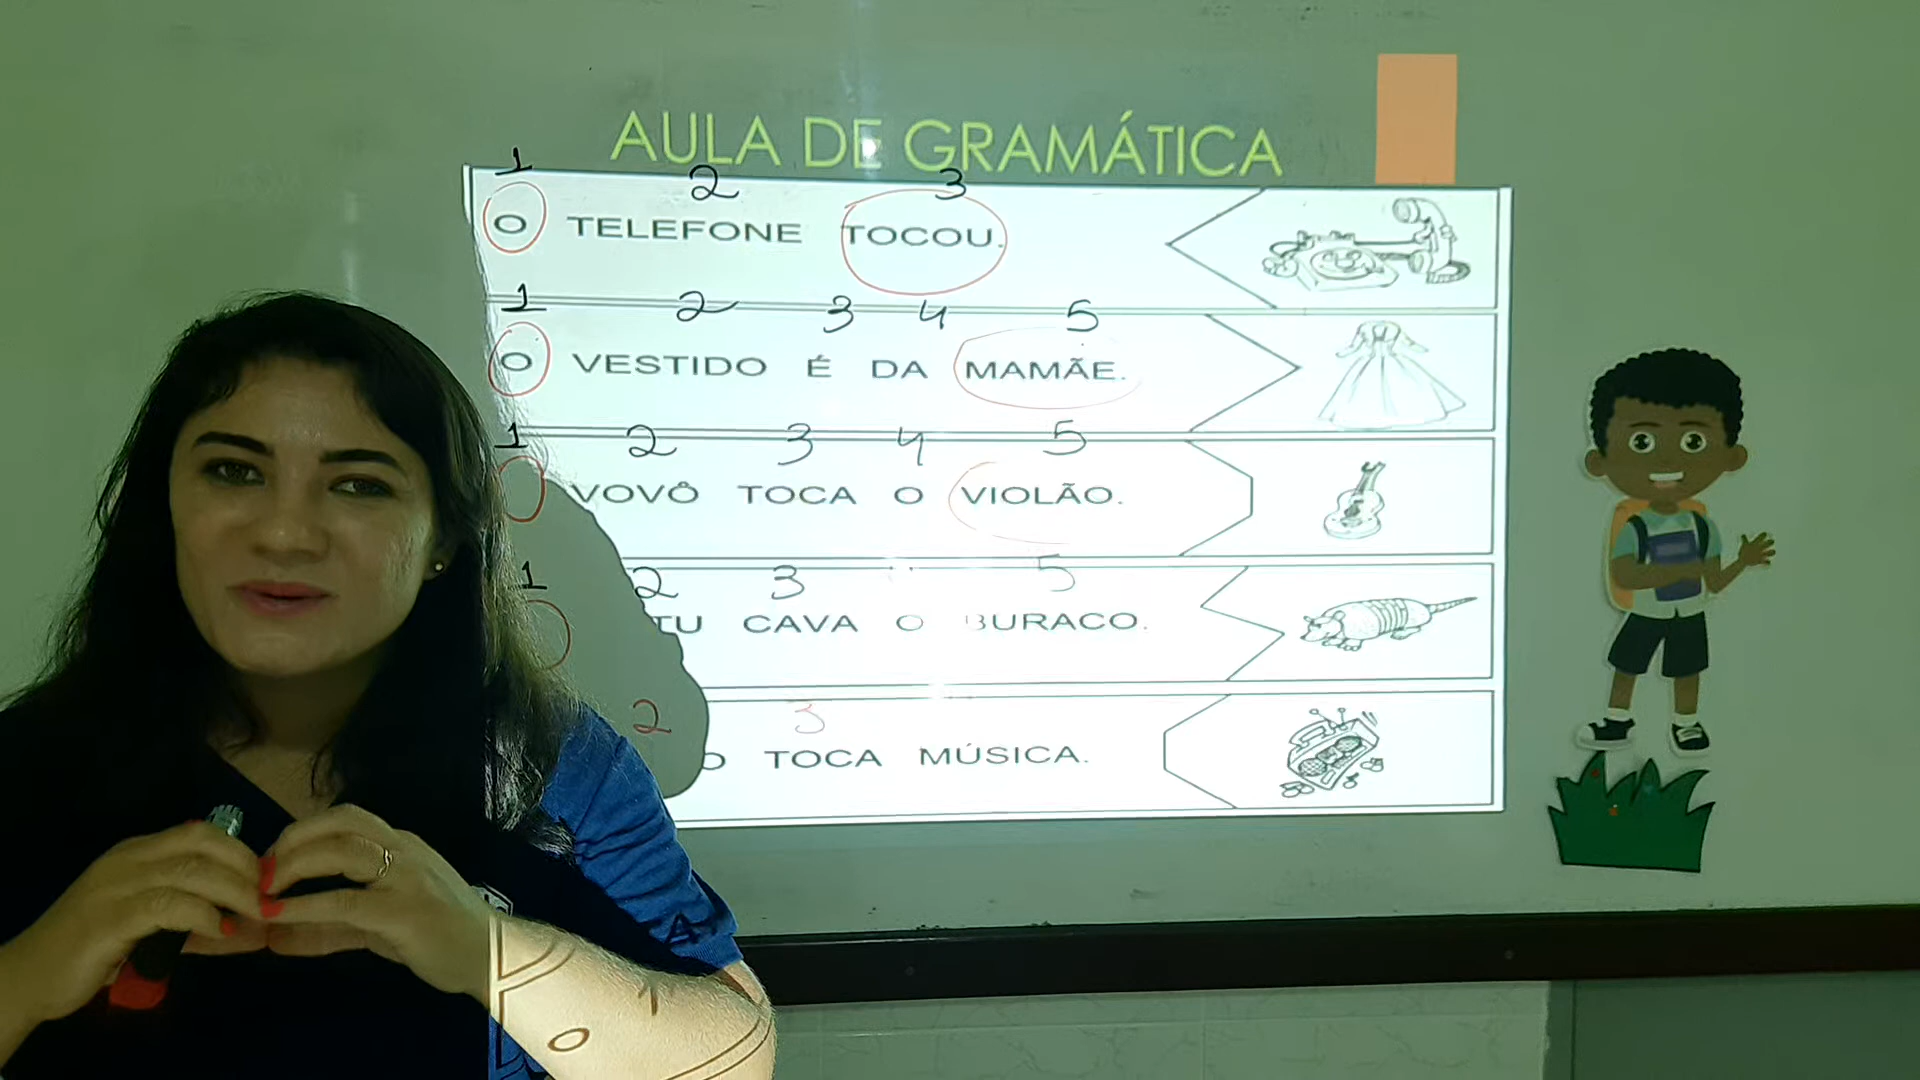 AULA DE GRAMÁTICA
1 2 3
O TELEFONE TOCOU.
1 2 3 4 5
O VESTIDO É DA MAMÃE.
1 2 3 4 5
VOVÔ TOCA O VIOLÃO.
1 2 3 5
TU CAVA O BURACO.
2 3
O TOCA MÚSICA.
1
O